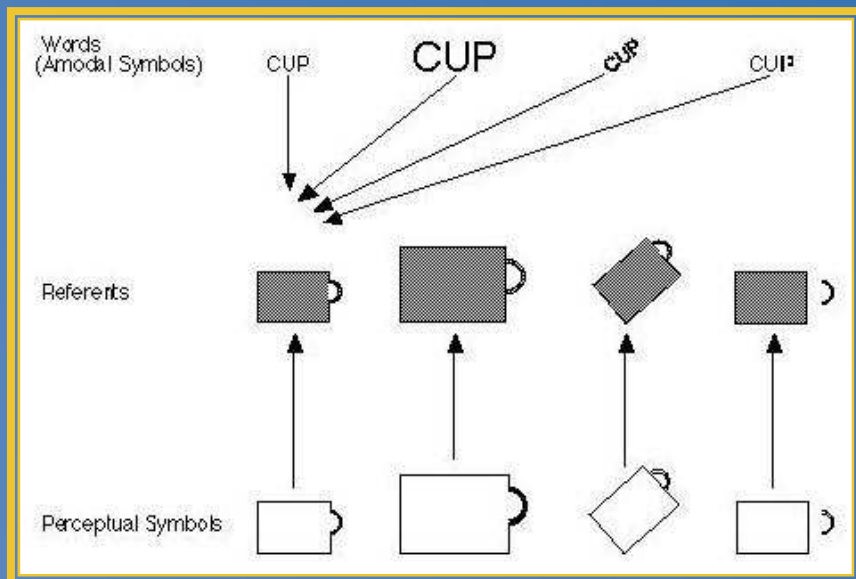 Words
(Amodal Symbols)
CUP
CUP
CUP
CUP
Referents
Perceptual Symbols